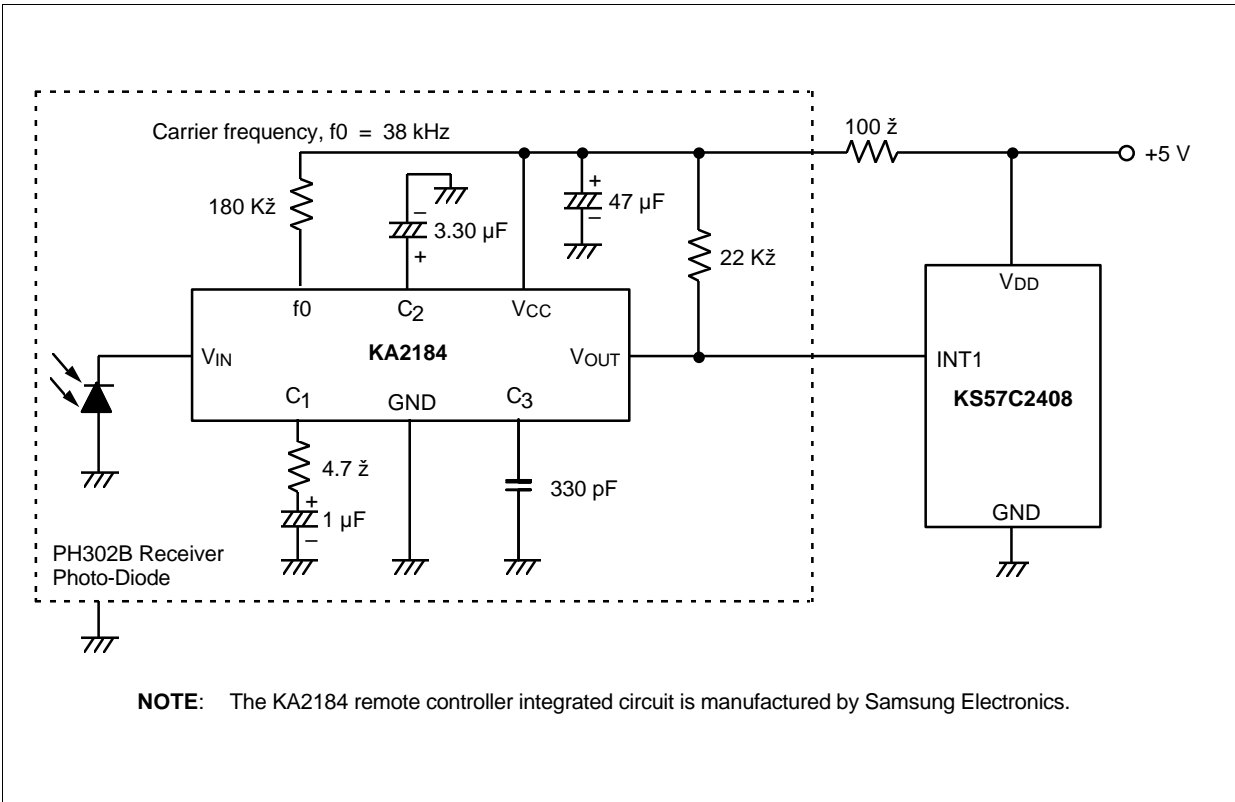 Carrier frequency, f0 = 38 kHz
100 ž
+5 V
180 Kž
–
3.30 µF
+
+
47 µF
–
22 Kž
VDD
f0
C2
VCC
VIN
KA2184
VOUT
INT1
KS57C2408
C1
GND
C3
4.7 ž
+
1 µF
–
330 pF
GND
PH302B Receiver
Photo-Diode
NOTE: The KA2184 remote controller integrated circuit is manufactured by Samsung Electronics.